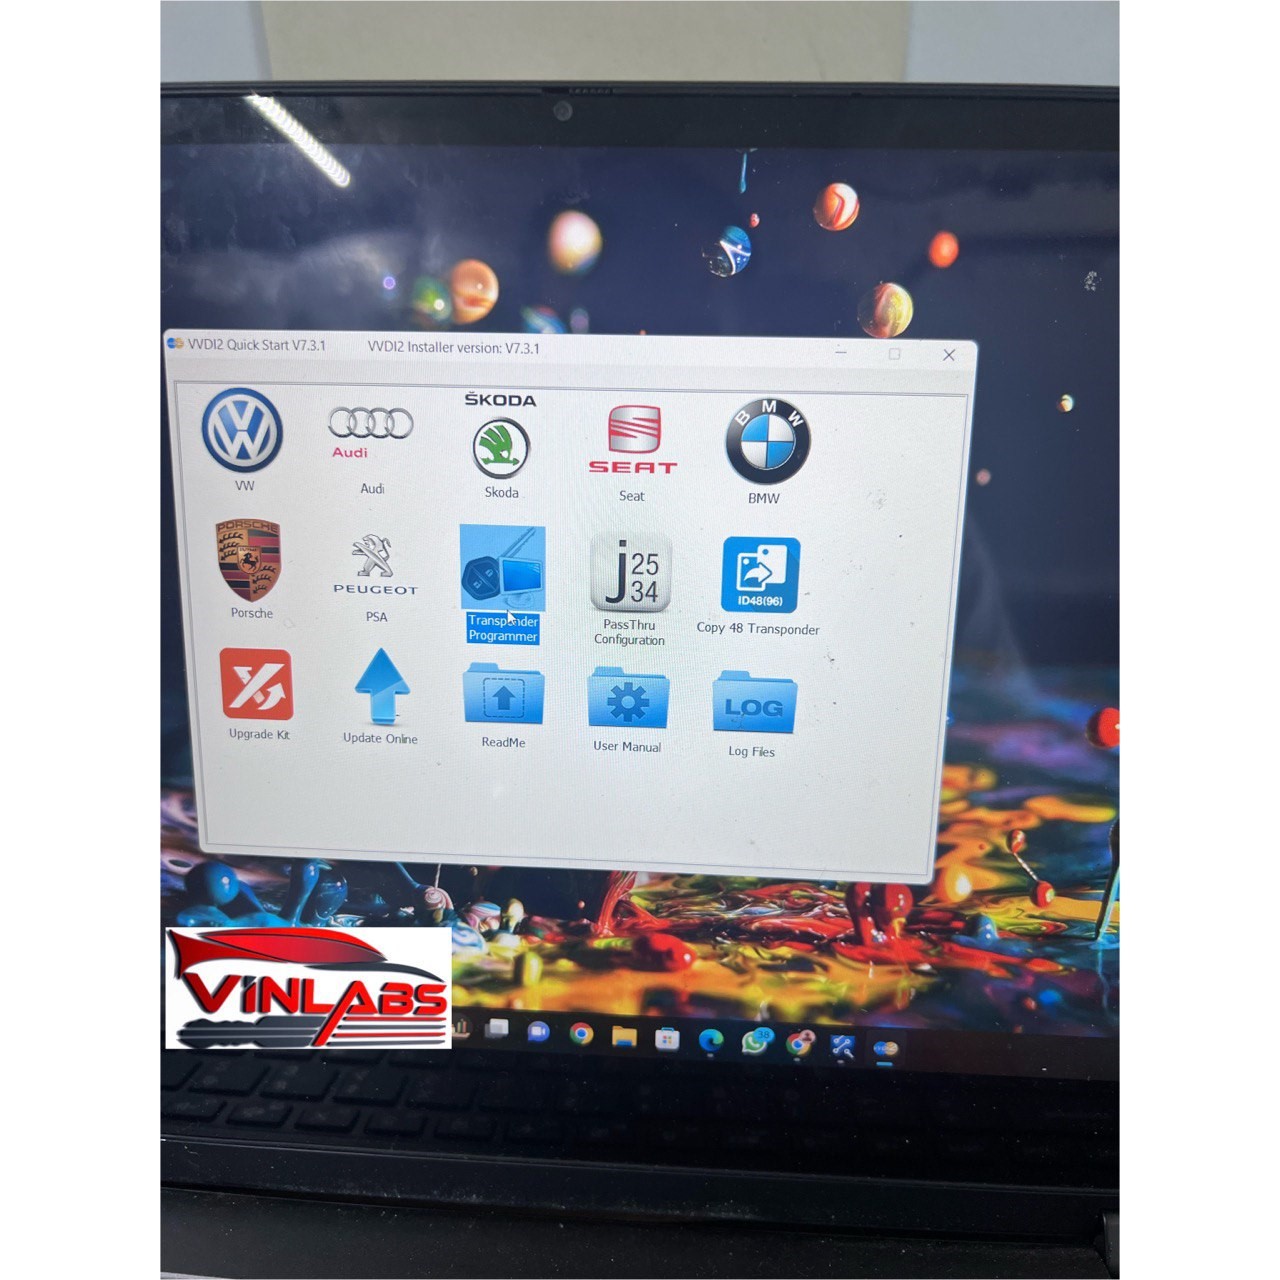 VVDI2 Quick Start V7.3.1
VVDI2 Installer version: V7.3.1
VW
Audi
Audi
ŠKODA
Skoda
SEAT
Seat
BMW
BMW
PORSCHE
Porsche
PEUGEOT
PSA
Transponder
Programmer
j25
34
PassThru
Configuration
ID48(96)
Copy 48 Transponder
Upgrade Kit
Update Online
ReadMe
User Manual
LOG
Log Files
VINLABS
38